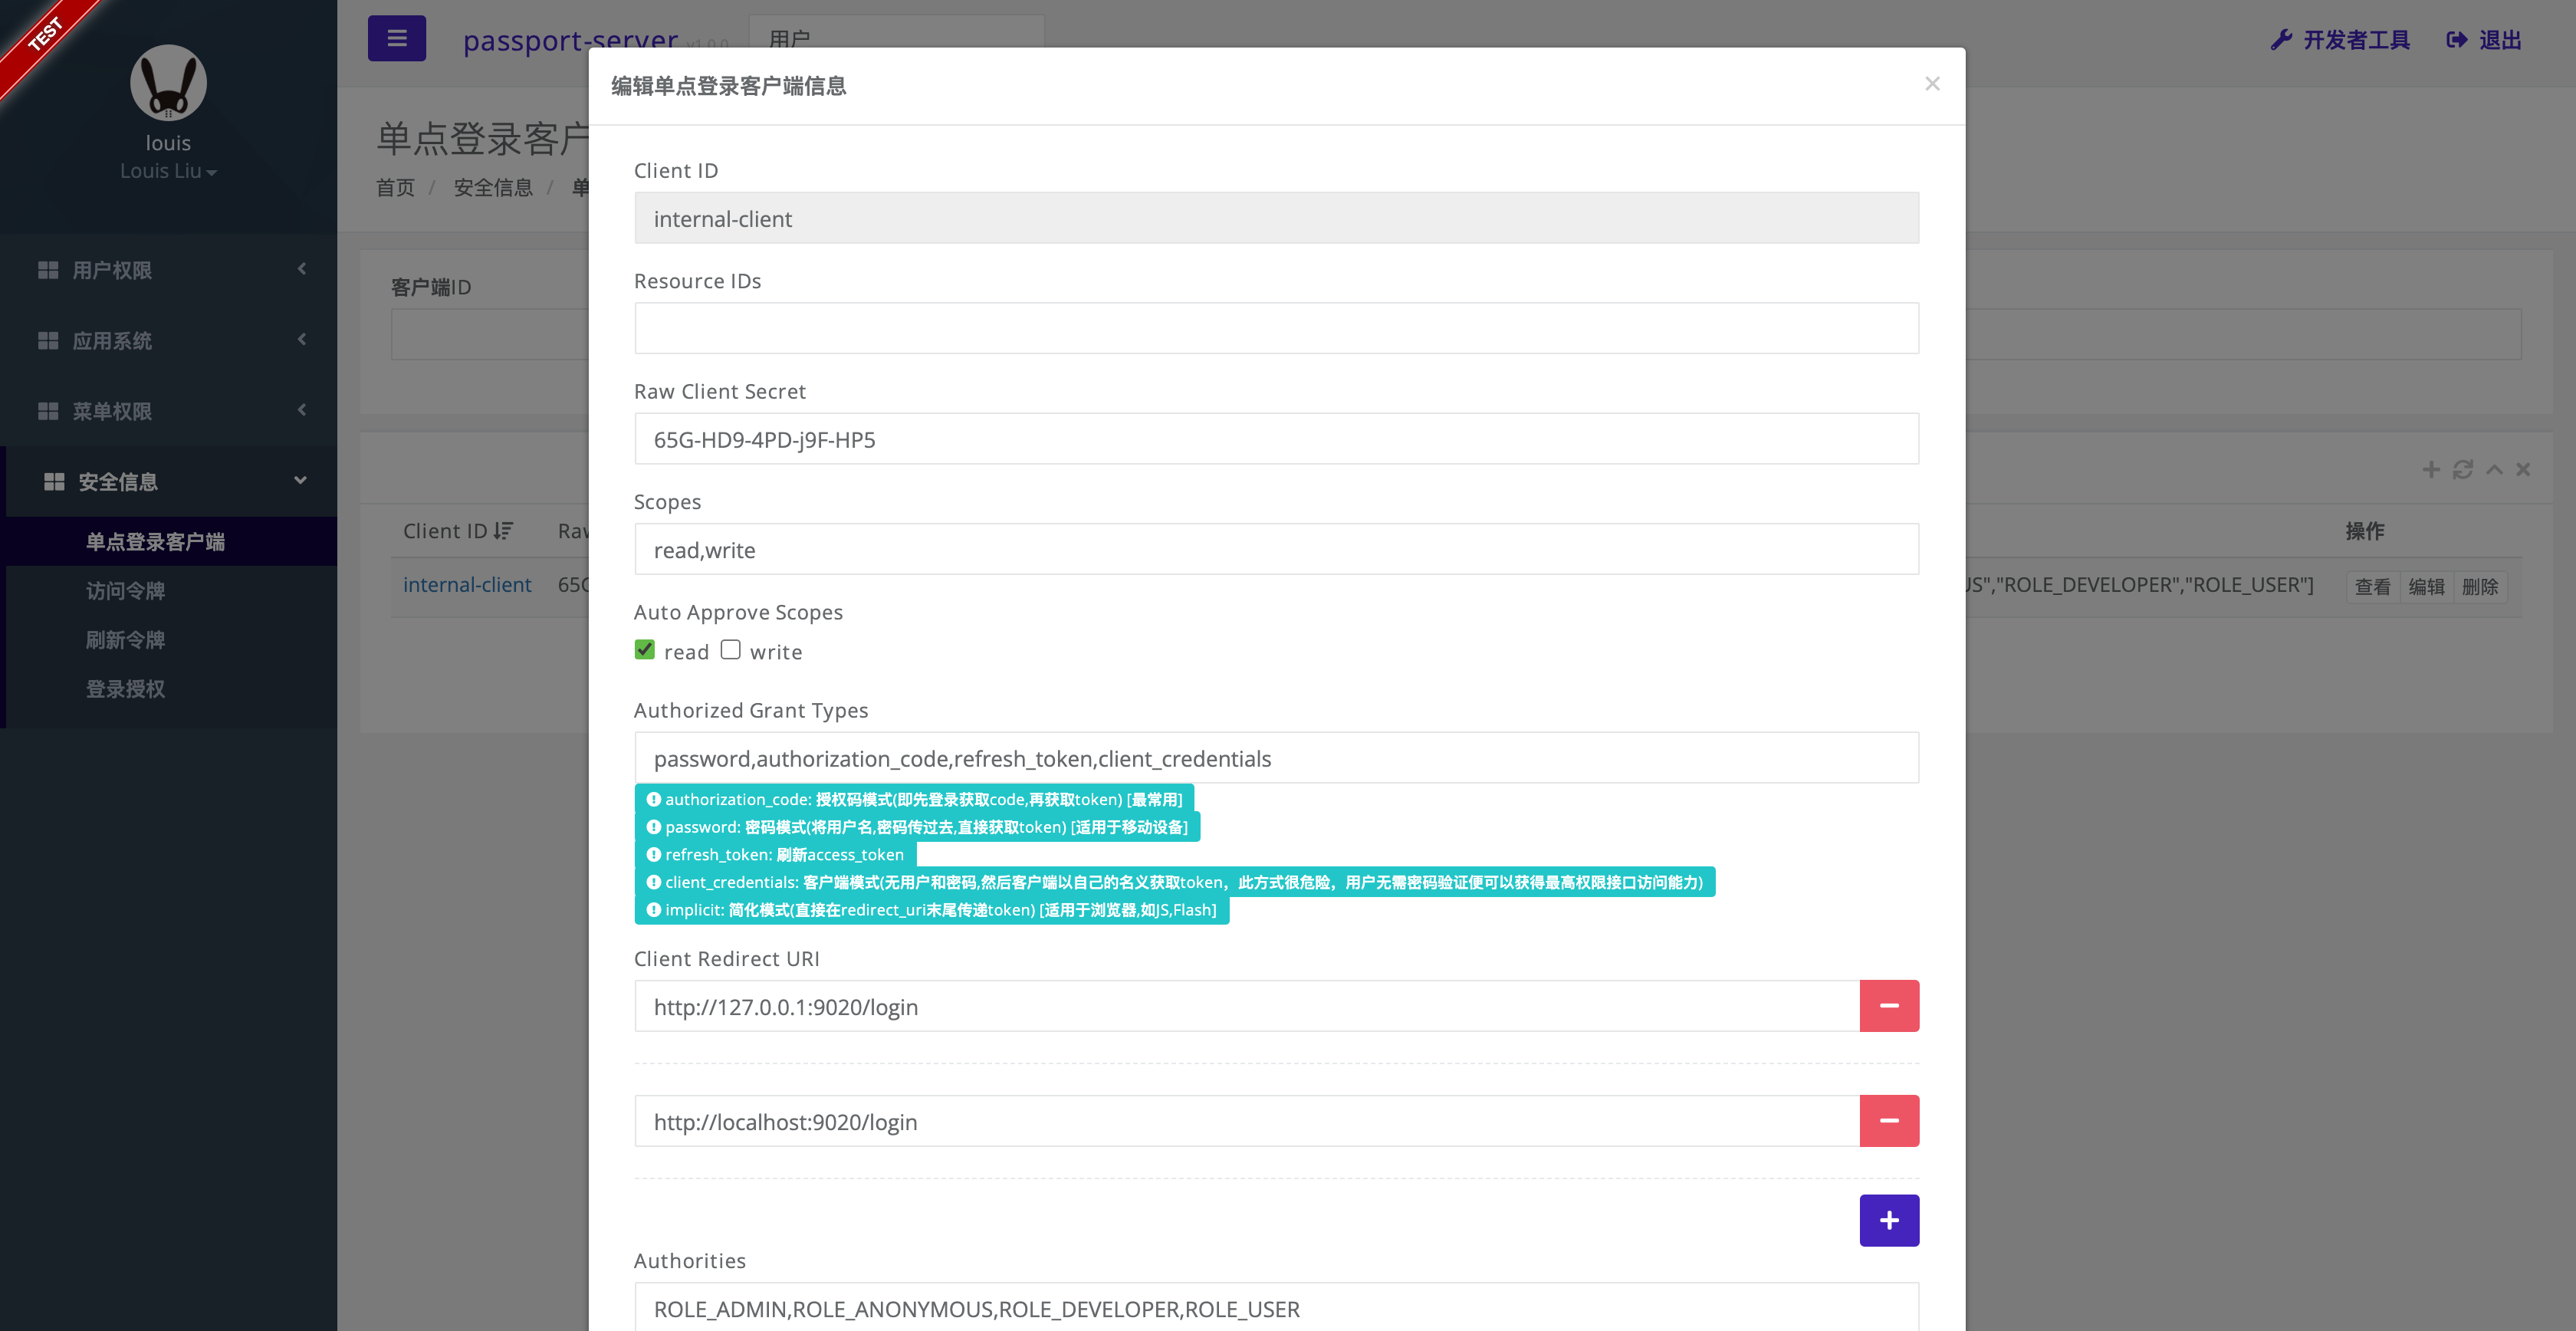 TEST
louis
Louis Liu
用户权限
应用系统
菜单权限
安全信息
单点登录客户端
访问令牌
刷新令牌
登录授权
passport-server v1.0.0 用户
开发者工具 退出
单点登录客户
首页 / 安全信息 / 单
客户端ID
Client ID
操作
internal-client
","ROLE_DEVELOPER","ROLE_USER"] 查看 编辑 删除
编辑单点登录客户端信息 ×
Client ID
internal-client
Resource IDs
Raw Client Secret
65G-HD9-4PD-j9F-HP5
Scopes
read,write
Auto Approve Scopes
read write
Authorized Grant Types
password,authorization_code,refresh_token,client_credentials
authorization_code: 授权码模式(即先登录获取code,再获取token) [最常用]
password: 密码模式(将用户名,密码传过去,直接获取token) [适用于移动设备]
refresh_token: 刷新access_token
client_credentials: 客户端模式(无用户和密码,然后客户端以自己的名义获取token，此方式很危险，用户无需密码验证便可以获得最高权限接口访问能力)
implicit: 简化模式(直接在redirect_uri末尾传递token) [适用于浏览器,如JS,Flash]
Client Redirect URI
http://127.0.0.1:9020/login
http://localhost:9020/login
Authorities
ROLE_ADMIN,ROLE_ANONYMOUS,ROLE_DEVELOPER,ROLE_USER